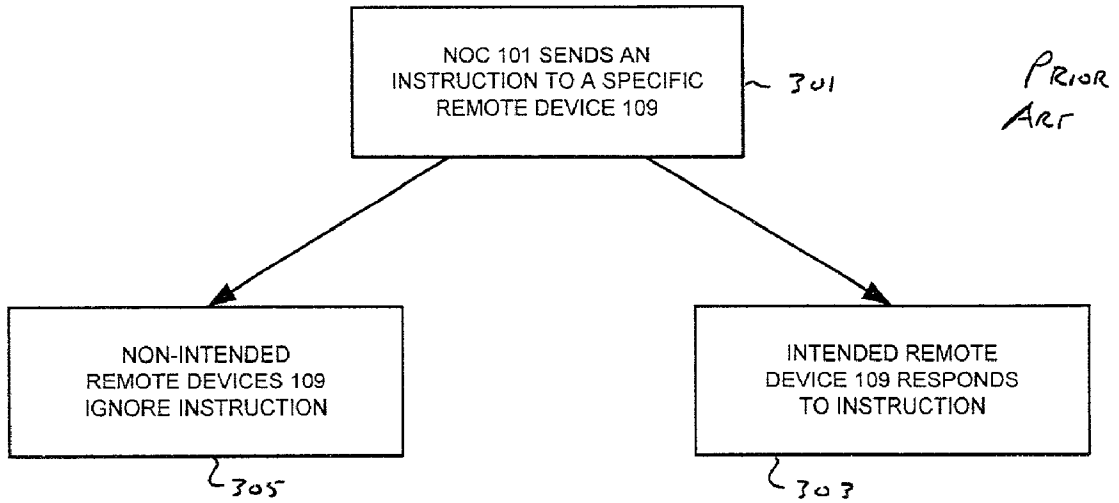 NOC 101 SENDS AN
INSTRUCTION TO A SPECIFIC
REMOTE DEVICE 109
301
PRIOR
ART
NON-INTENDED
REMOTE DEVICES 109
IGNORE INSTRUCTION
INTENDED REMOTE
DEVICE 109 RESPONDS
TO INSTRUCTION
305
303